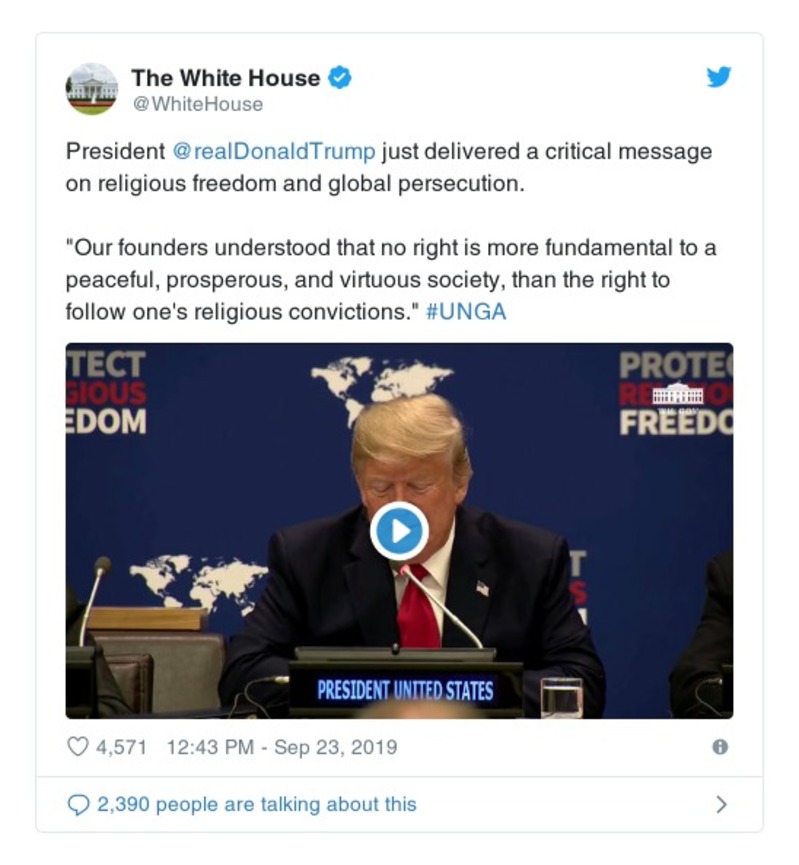 The White House
@WhiteHouse
President @realDonaldTrump just delivered a critical message
on religious freedom and global persecution.
"Our founders understood that no right is more fundamental to a
peaceful, prosperous, and virtuous society, than the right to
follow one's religious convictions." #UNGA
TECT
GIOUS
EDOM
PROTEC
FREEDO
WH.GOV
T
S
PRESIDENT UNITED STATES
4,571 12:43 PM - Sep 23, 2019
2,390 people are talking about this